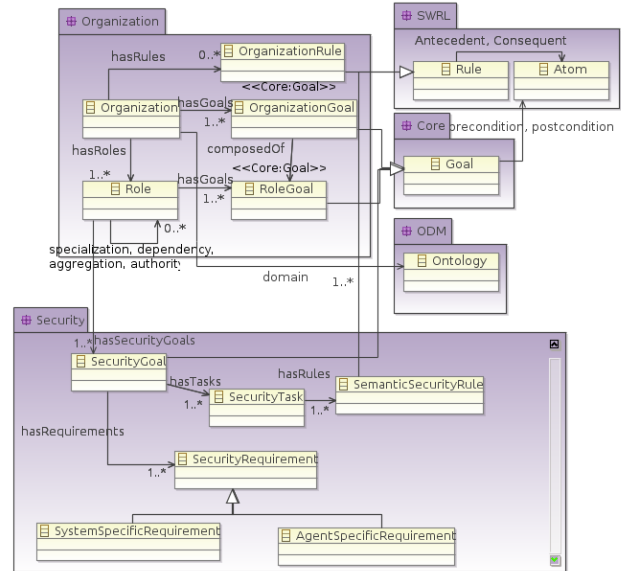 Organization
SWRL
hasRules
0..*
OrganizationRule
Antecedent, Consequent
Rule
Atom
<<Core:Goal>>
Organization
hasGoals
1..*
OrganizationGoal
Core
precondition, postcondition
hasRoles
composedOf
Goal
<<Core:Goal>>
1..*
Role
hasGoals
1..*
RoleGoal
0..*
specialization, dependency,
aggregation, authority
ODM
Ontology
domain
1..*
Security
hasSecurityGoals
1..*
SecurityGoal
hasTasks
1..*
SecurityTask
hasRules
1..*
SemanticSecurityRule
hasRequirements
1..*
SecurityRequirement
SystemSpecificRequirement
AgentSpecificRequirement